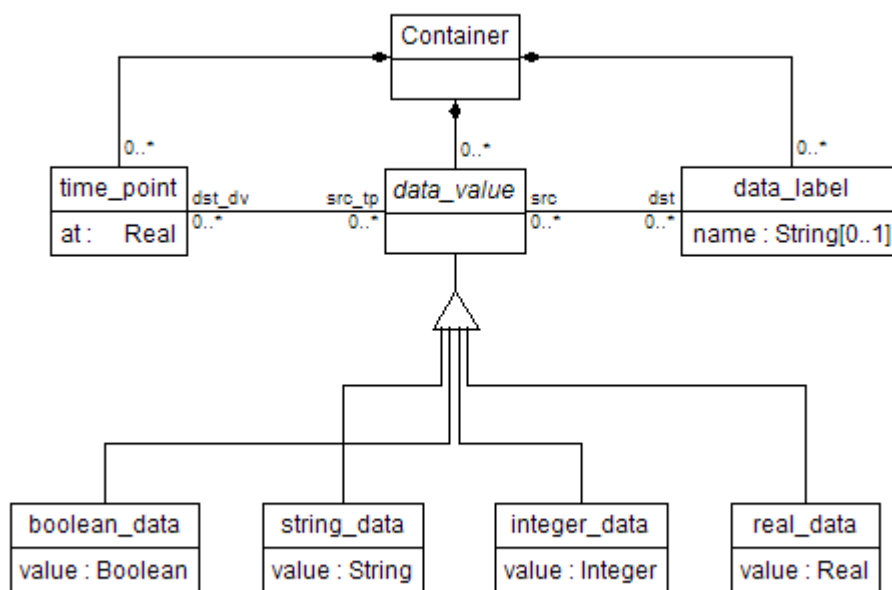 Container
0..*
0..*
0..*
time_point
at : Real
dst_dv
0..*
src_tp
0..*
data_value
src
0..*
dst
0..*
data_label
name : String[0..1]
boolean_data
value : Boolean
string_data
value : String
integer_data
value : Integer
real_data
value : Real